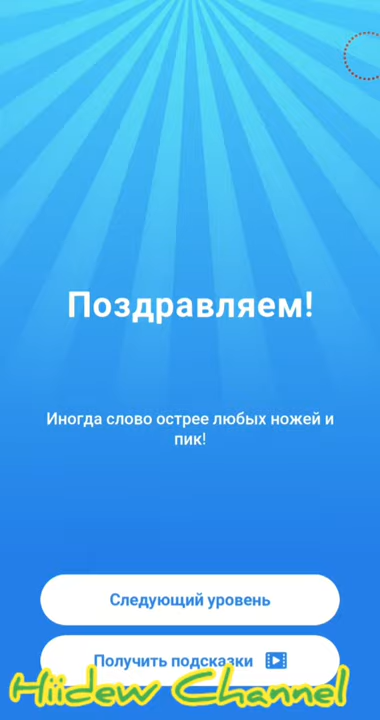 Поздравляем!
Иногда слово острее любых ножей и
пик!
Следующий уровень
Получить подсказки
Hiidew Channel